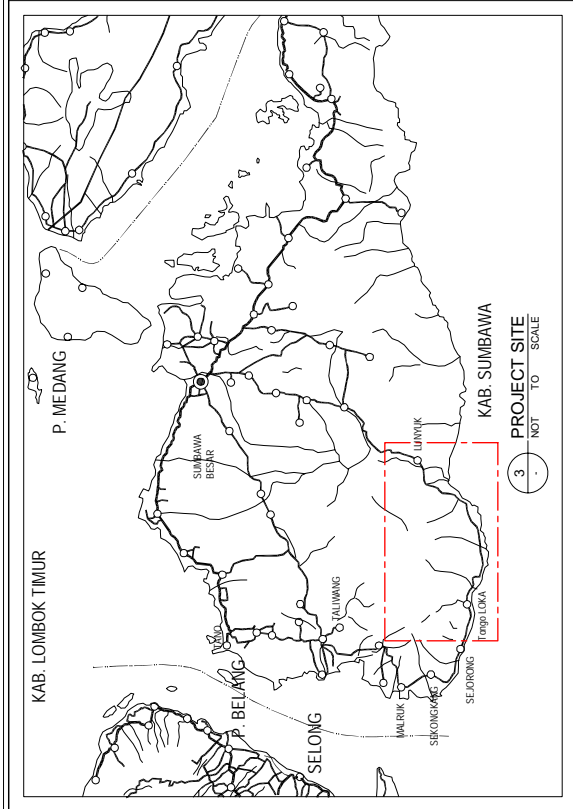 KAB. LOMBOK TIMUR
P. MEDANG
SUMBAWA
BESAR
P. BELANG
SELONG
TALIWANG
MALRUK
LUNYUK
SEKONGKANG
SEJORONG
Tongo LOKA
KAB. SUMBAWA
3
PROJECT SITE
-
NOT TO SCALE